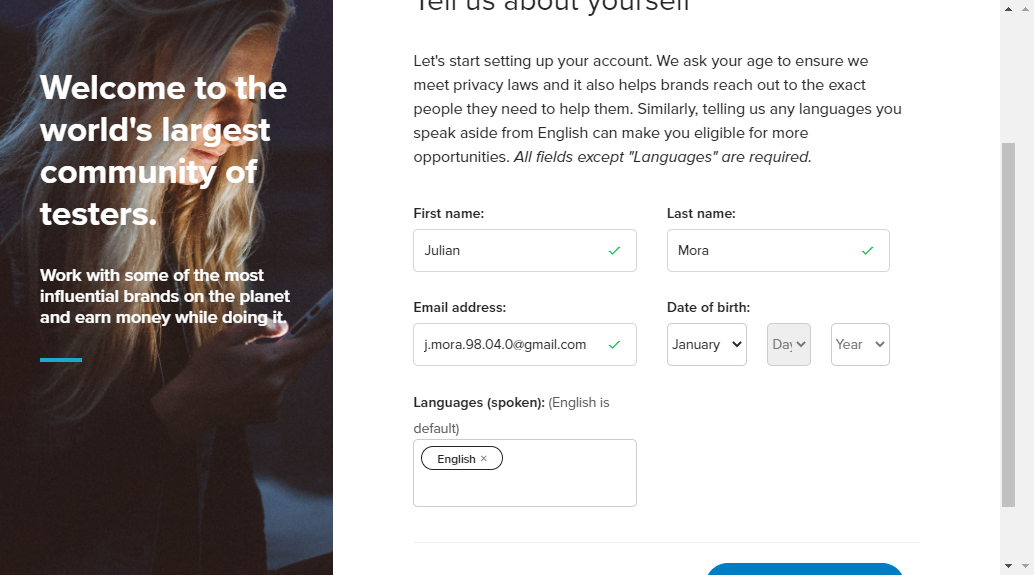 Tell us about yourself
Welcome to the
world's largest
community of
testers.
Work with some of the most
influential brands on the planet
and earn money while doing it.
Let's start setting up your account. We ask your age to ensure we
meet privacy laws and it also helps brands reach out to the exact
people they need to help them. Similarly, telling us any languages you
speak aside from English can make you eligible for more
opportunities. All fields except "Languages" are required.
First name:
Last name:
Julian
Mora
Email address:
Date of birth:
j.mora.98.04.0@gmail.com
January
Day
Year
Languages (spoken): (English is
default)
English ×